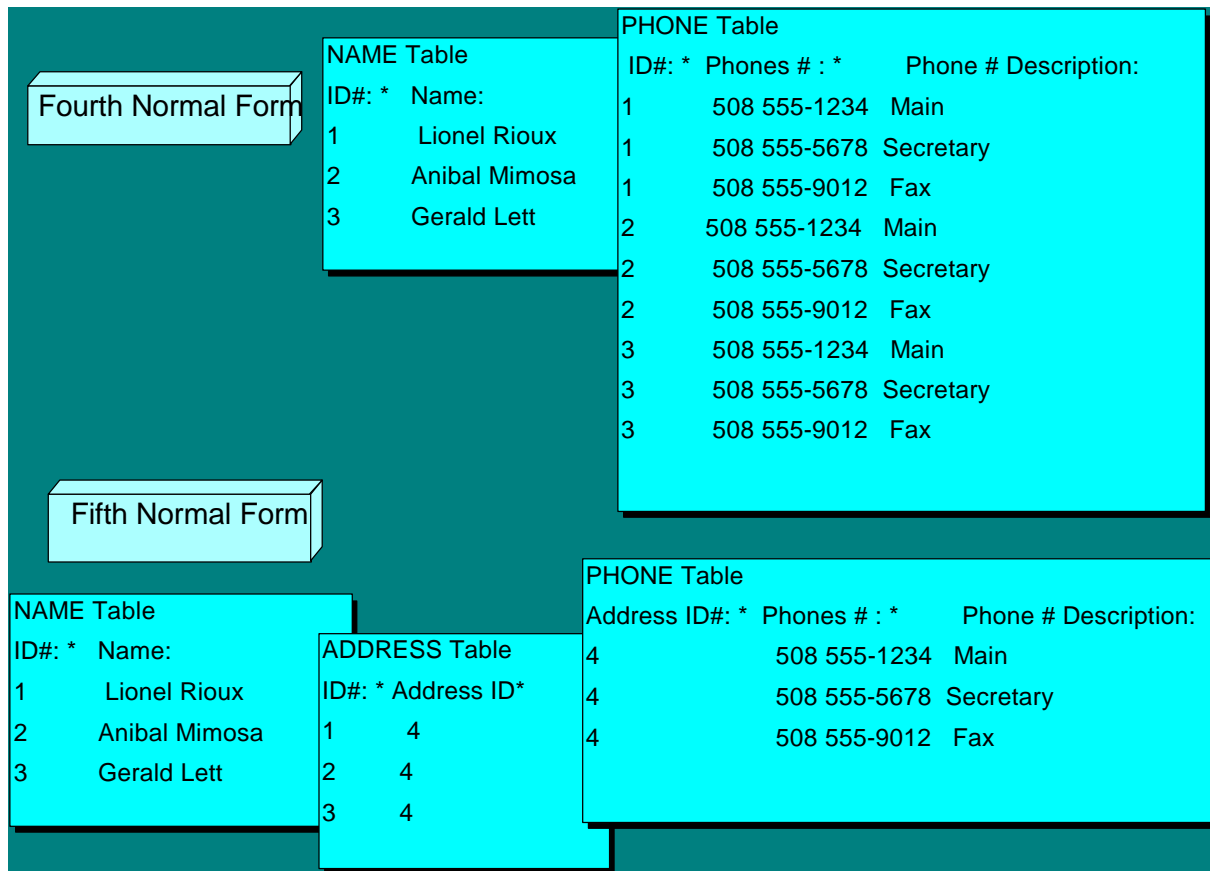 Fourth Normal Form
NAME Table
ID#: * Name:
1 Lionel Rioux
2 Anibal Mimosa
3 Gerald Lett
PHONE Table
ID#: * Phones # : * Phone # Description:
1 508 555-1234 Main
1 508 555-5678 Secretary
1 508 555-9012 Fax
2 508 555-1234 Main
2 508 555-5678 Secretary
2 508 555-9012 Fax
3 508 555-1234 Main
3 508 555-5678 Secretary
3 508 555-9012 Fax
Fifth Normal Form
NAME Table
ID#: * Name:
1 Lionel Rioux
2 Anibal Mimosa
3 Gerald Lett
ADDRESS Table
ID#: * Address ID*
1 4
2 4
3 4
PHONE Table
Address ID#: * Phones # : * Phone # Description:
4 508 555-1234 Main
4 508 555-5678 Secretary
4 508 555-9012 Fax